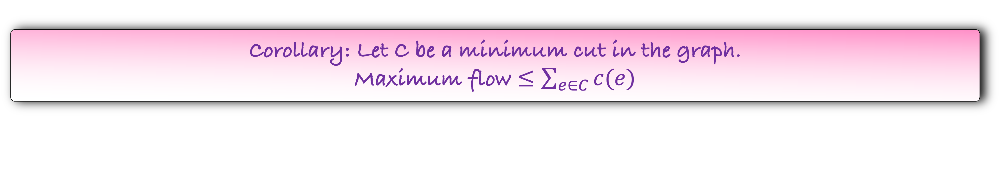 Corollary: Let C be a minimum cut in the graph.
Maximum flow ≤ ∑_{e∈C} c(e)